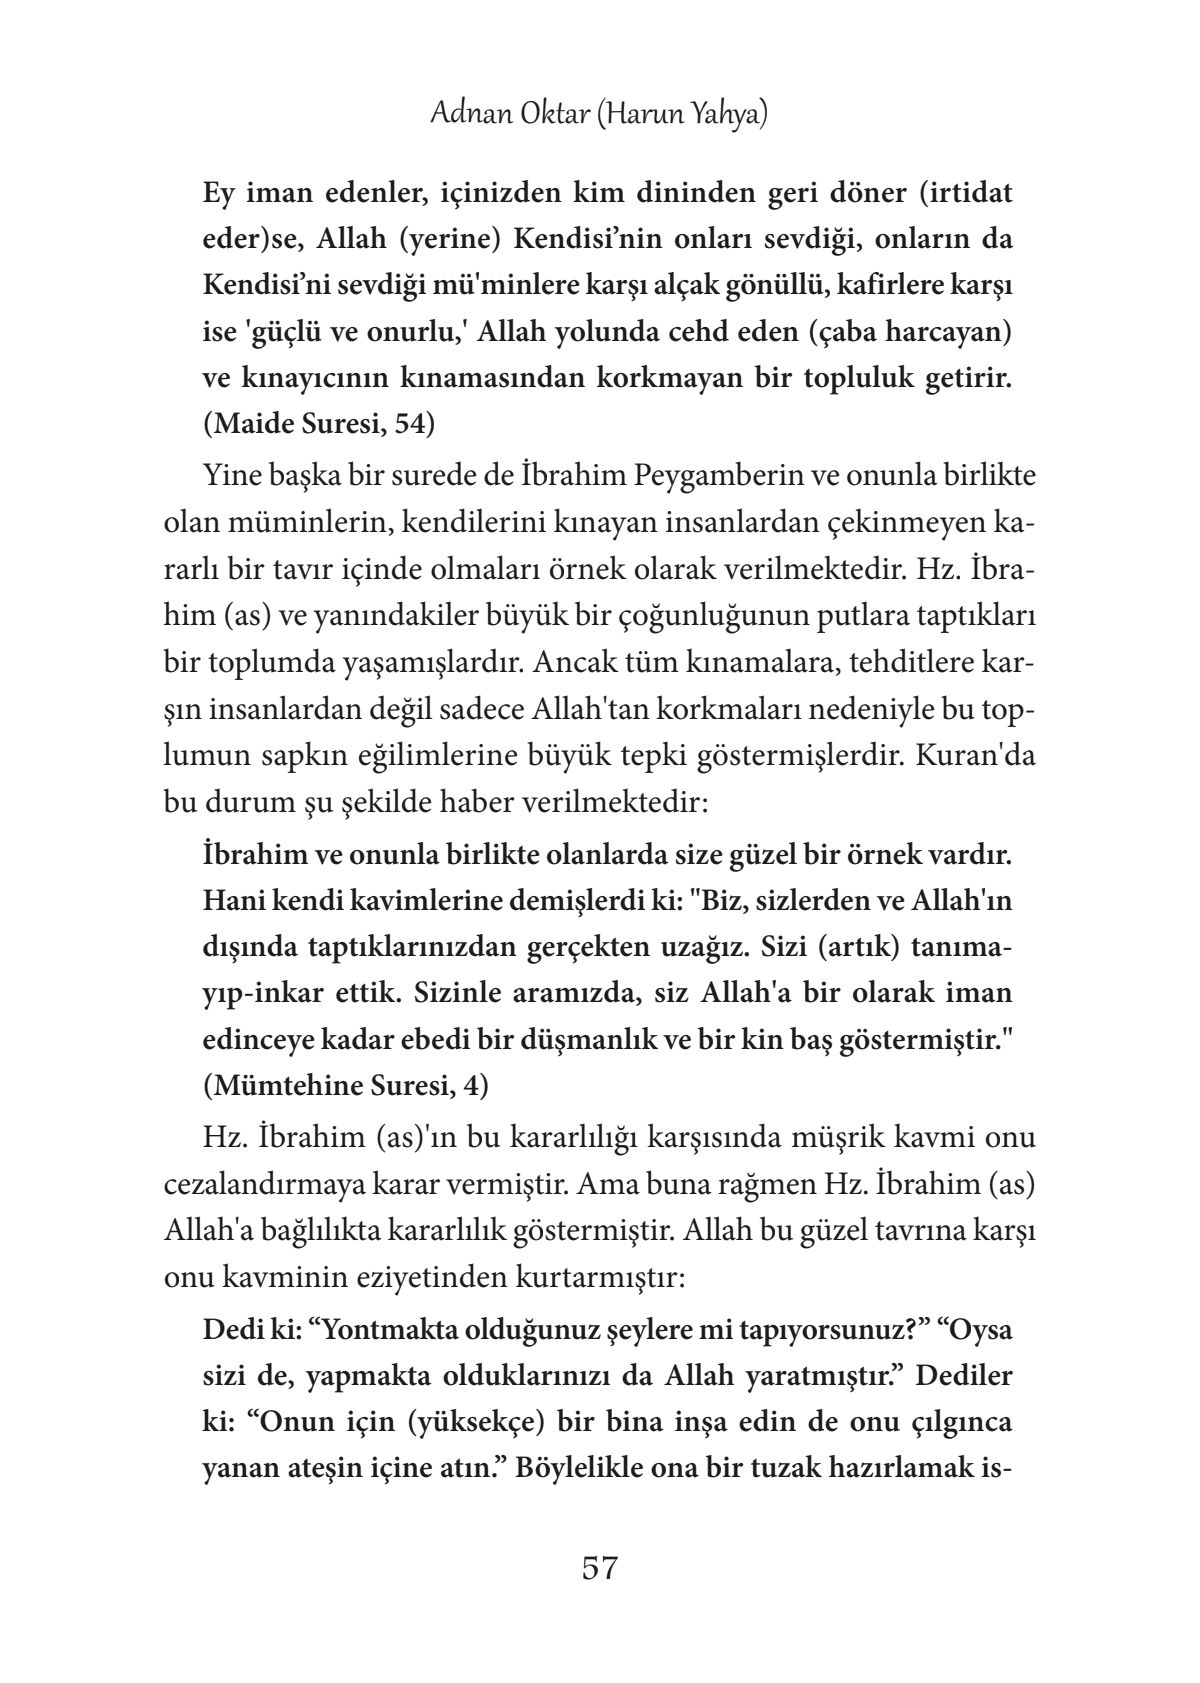 Adnan Oktar (Harun Yahya)
Ey iman edenler, içinizden kim dininden geri döner (irtidat
eder)se, Allah (yerine) Kendisi’nin onları sevdiği, onların da
Kendisi’ni sevdiği mü'minlere karşı alçak gönüllü, kafirlere karşı
ise 'güçlü ve onurlu,' Allah yolunda cehd eden (çaba harcayan)
ve kınayıcının kınamasından korkmayan bir topluluk getirir.
(Maide Suresi, 54)
Yine başka bir surede de İbrahim Peygamberin ve onunla birlikte
olan müminlerin, kendilerini kınayan insanlardan çekinmeyen ka-
rarlı bir tavır içinde olmaları örnek olarak verilmektedir. Hz. İbra-
him (as) ve yanındakiler büyük bir çoğunluğunun putlara taptıkları
bir toplumda yaşamışlardır. Ancak tüm kınamalara, tehditlere kar-
şın insanlardan değil sadece Allah'tan korkmaları nedeniyle bu top-
lumun sapkın eğilimlerine büyük tepki göstermişlerdir. Kuran'da
bu durum şu şekilde haber verilmektedir:
İbrahim ve onunla birlikte olanlarda size güzel bir örnek vardır.
Hani kendi kavimlerine demişlerdi ki: "Biz, sizlerden ve Allah'ın
dışında taptıklarınızdan gerçekten uzağız. Sizi (artık) tanıma-
yıp-inkar ettik. Sizinle aramızda, siz Allah'a bir olarak iman
edinceye kadar ebedi bir düşmanlık ve bir kin baş göstermiştir."
(Mümtehine Suresi, 4)
Hz. İbrahim (as)'ın bu kararlılığı karşısında müşrik kavmi onu
cezalandırmaya karar vermiştir. Ama buna rağmen Hz. İbrahim (as)
Allah'a bağlılıkta kararlılık göstermiştir. Allah bu güzel tavrına karşı
onu kavminin eziyetinden kurtarmıştır:
Dedi ki: “Yontmakta olduğunuz şeylere mi tapıyorsunuz?” “Oysa
sizi de, yapmakta olduklarınızı da Allah yaratmıştır.” Dediler
ki: “Onun için (yüksekçe) bir bina inşa edin de onu çılgınca
yanan ateşin içine atın.” Böylelikle ona bir tuzak hazırlamak is-
57